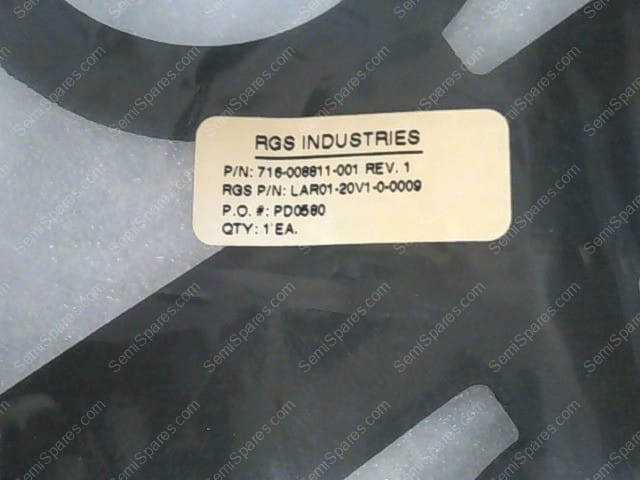 RGS INDUSTRIES
P/N: 716-008811-001 REV. 1
RGS P/N: LAR01-20V1-0-0009
P.O. #: PD0580
QTY: 1 EA.
SemiSpares.com